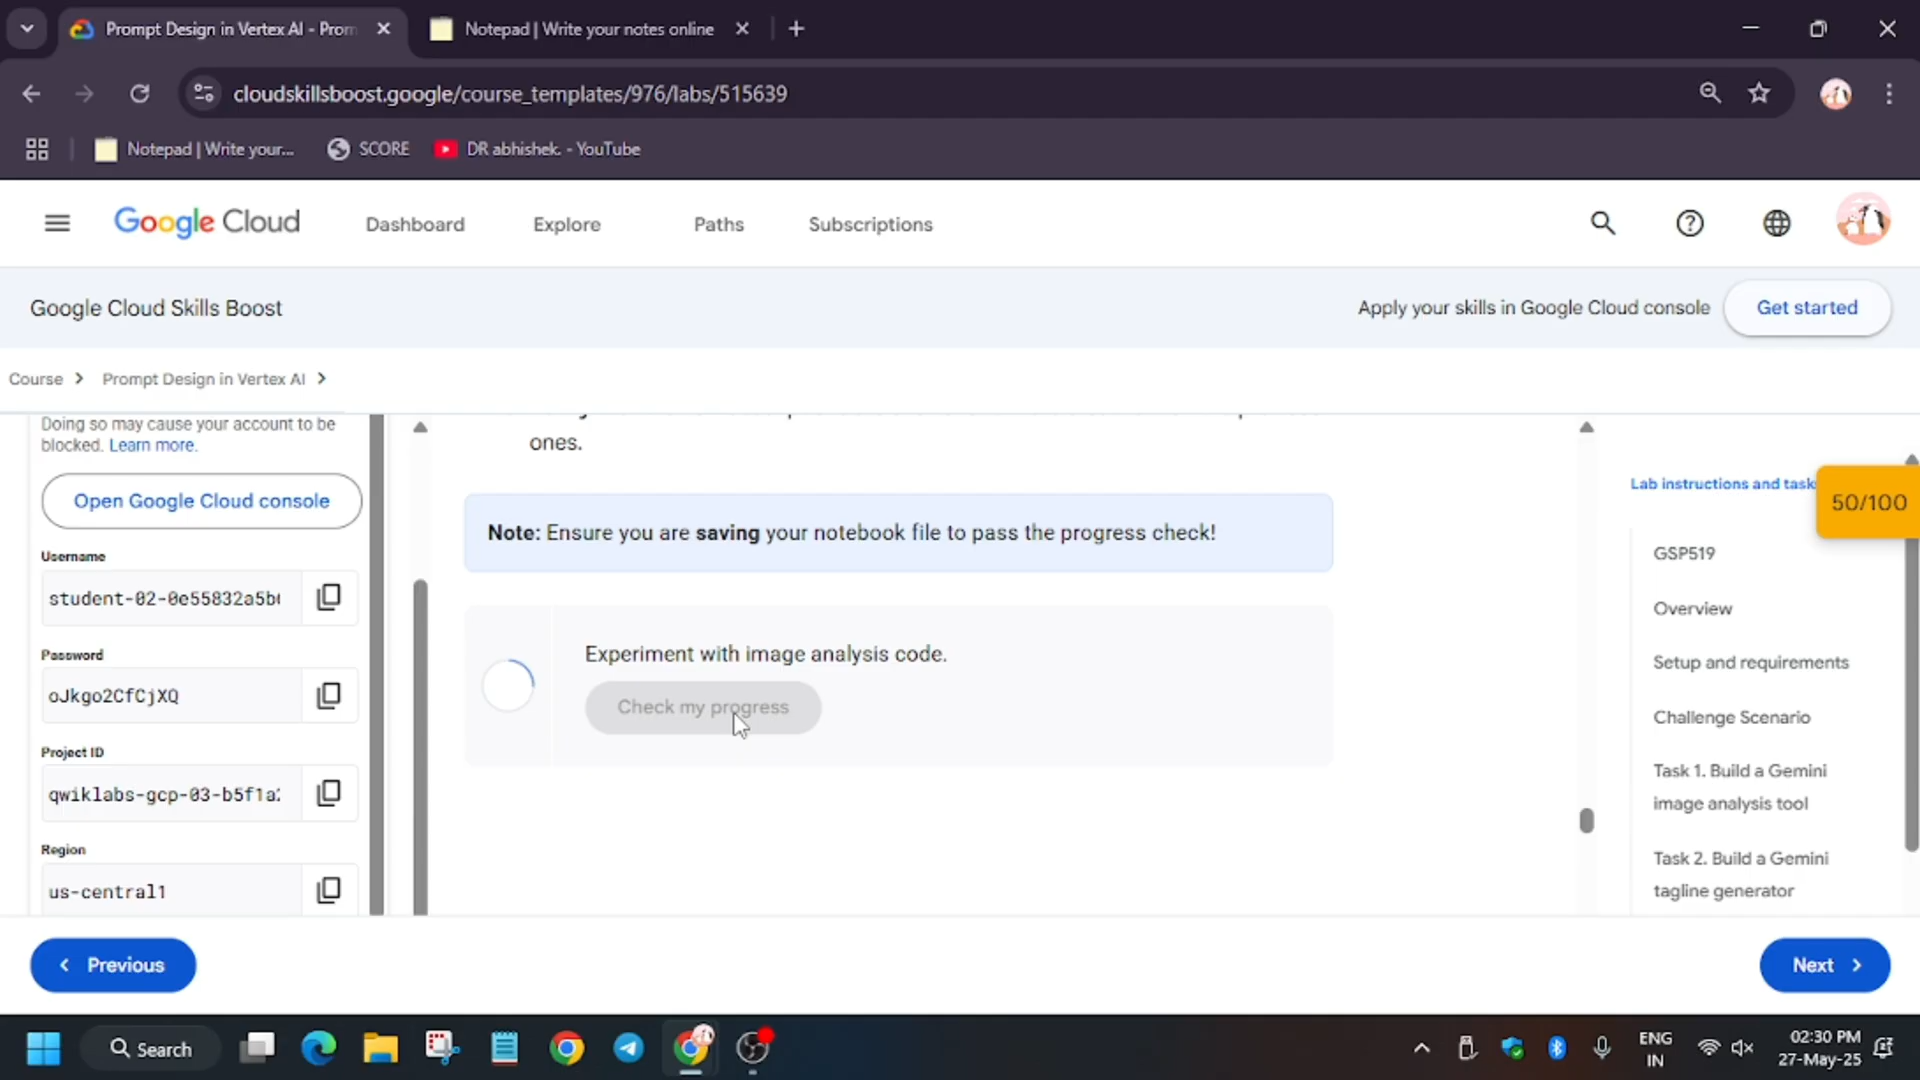 Prompt Design in Vertex AI - Prom
Notepad | Write your notes online
cloudskillsboost.google/course_templates/976/labs/515639
Notepad | Write your...
SCORE
DR abhishek. - YouTube
Google Cloud
Dashboard
Explore
Paths
Subscriptions
Google Cloud Skills Boost
Apply your skills in Google Cloud console
Get started
Course
Prompt Design in Vertex AI
Doing so may cause your account to be
blocked. Learn more.
Open Google Cloud console
Username
student-02-0e55832a5b
Password
oJkgo2CfCjXQ
Project ID
qwiklabs-gcp-03-b5f1a
Region
us-central1
ones.
Note: Ensure you are saving your notebook file to pass the progress check!
Experiment with image analysis code.
Check my progress
Lab instructions and task
50/100
GSP519
Overview
Setup and requirements
Challenge Scenario
Task 1. Build a Gemini
image analysis tool
Task 2. Build a Gemini
tagline generator
Previous
Next
Search
ENG
IN
02:30 PM
27-May-25